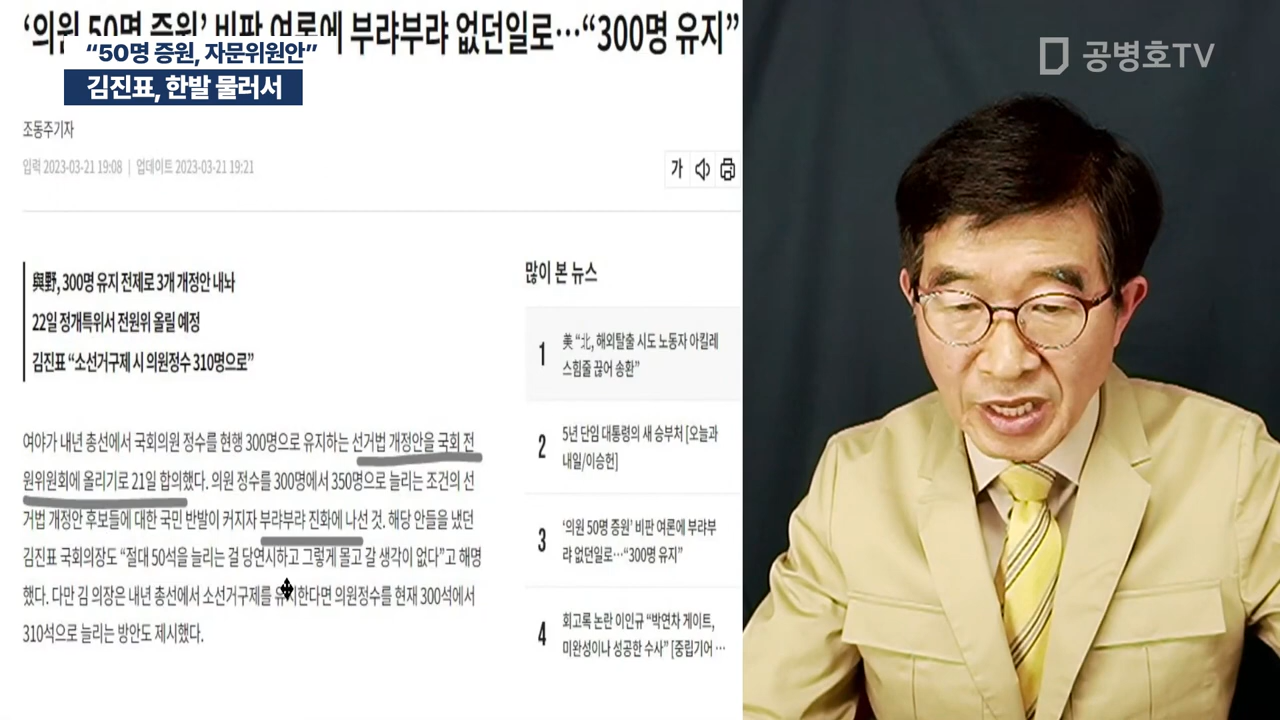 ‘의원 50명 증원’ 비판 여론에 부랴부랴 없던일로…“300명 유지”
“50명 증원, 자문위원안”
김진표, 한발 물러서
공병호TV
조동주기자
입력 2023-03-21 19:08 | 업데이트 2023-03-21 19:21
가
與野, 300명 유지 전제로 3개 개정안 내놔
22일 정개특위서 전원위 올릴 예정
김진표 “소선거구제 시 의원정수 310명으로”
여야가 내년 총선에서 국회의원 정수를 현행 300명으로 유지하는 선거법 개정안을 국회 전
원위원회에 올리기로 21일 합의했다. 의원 정수를 300명에서 350명으로 늘리는 조건의 선
거법 개정안 후보들에 대한 국민 반발이 커지자 부랴부랴 진화에 나선 것. 해당 안들을 냈던
김진표 국회의장도 “절대 50석을 늘리는 걸 당연시하고 그렇게 몰고 갈 생각이 없다”고 해명
했다. 다만 김 의장은 내년 총선에서 소선거구제를 유지한다면 의원정수를 현재 300석에서
310석으로 늘리는 방안도 제시했다.
많이 본 뉴스
1
美 “北, 해외탈출 시도 노동자 아킬레
스힘줄 끊어 송환”
2
5년 단임 대통령의 새 승부처 [오늘과
내일/이승헌]
3
‘의원 50명 증원’ 비판 여론에 부랴부
랴 없던일로…“300명 유지”
4
회고록 논란 이인규 “박연차 게이트,
미완성이나 성공한 수사” [중립기어 …